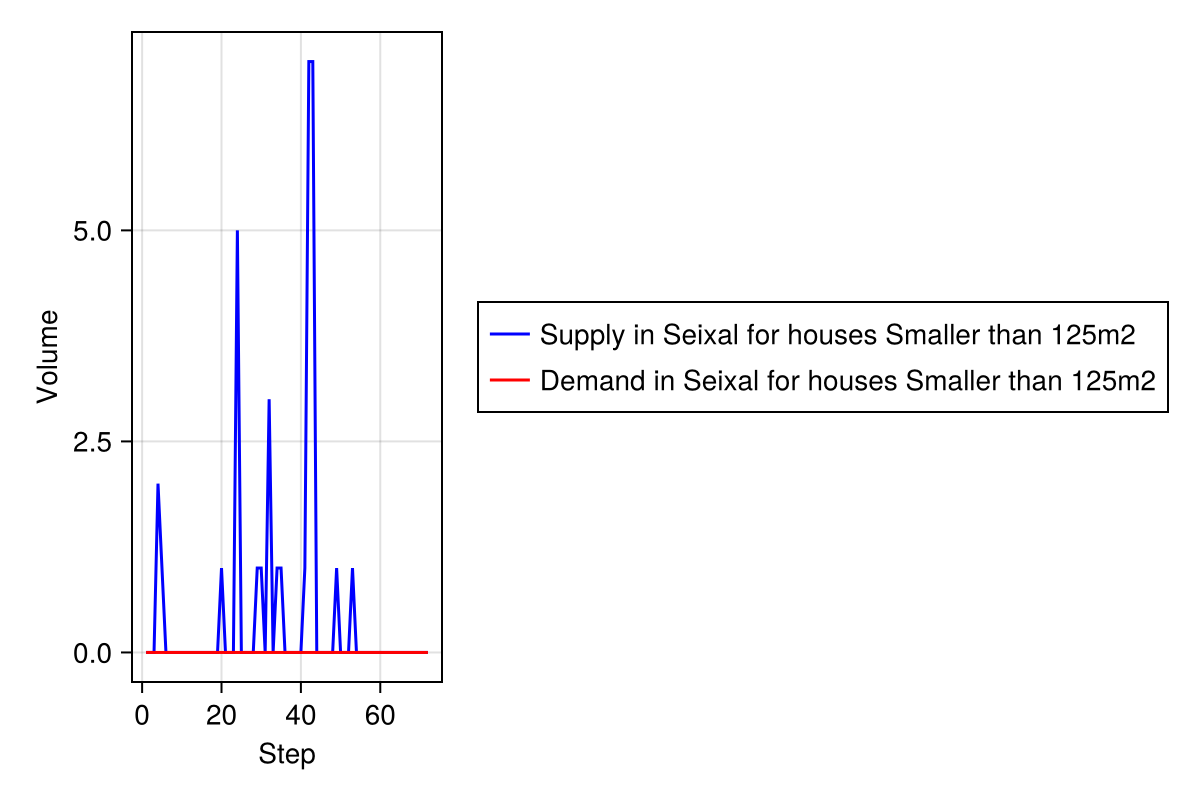 5.0
2.5
0.0
Volume
0 20 40 60
Step
Supply in Seixal for houses Smaller than 125m2
Demand in Seixal for houses Smaller than 125m2